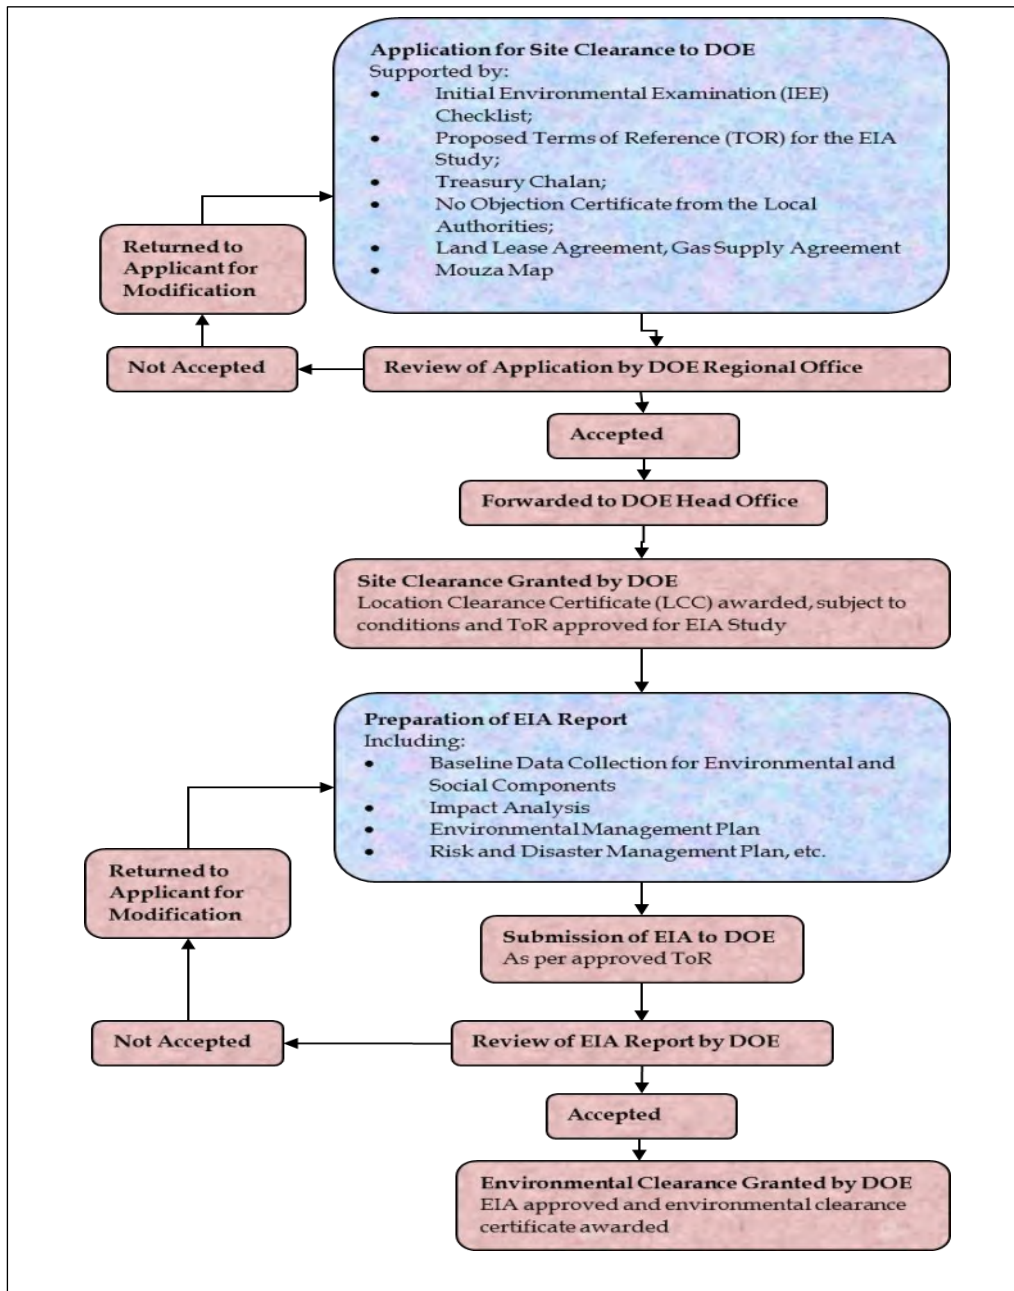 Application for Site Clearance to DOE
Supported by:
• Initial Environmental Examination (IEE)
Checklist;
• Proposed Terms of Reference (TOR) for the EIA
Study;
• Treasury Chalan;
• No Objection Certificate from the Local
Authorities;
• Land Lease Agreement, Gas Supply Agreement
• Mouza Map
Returned to
Applicant for
Modification
Not Accepted
Review of Application by DOE Regional Office
Accepted
Forwarded to DOE Head Office
Site Clearance Granted by DOE
Location Clearance Certificate (LCC) awarded, subject to
conditions and ToR approved for EIA Study
Preparation of EIA Report
Including:
• Baseline Data Collection for Environmental and
Social Components
• Impact Analysis
• Environmental Management Plan
• Risk and Disaster Management Plan, etc.
Returned to
Applicant for
Modification
Submission of EIA to DOE
As per approved ToR
Not Accepted
Review of EIA Report by DOE
Accepted
Environmental Clearance Granted by DOE
EIA approved and environmental clearance
certificate awarded